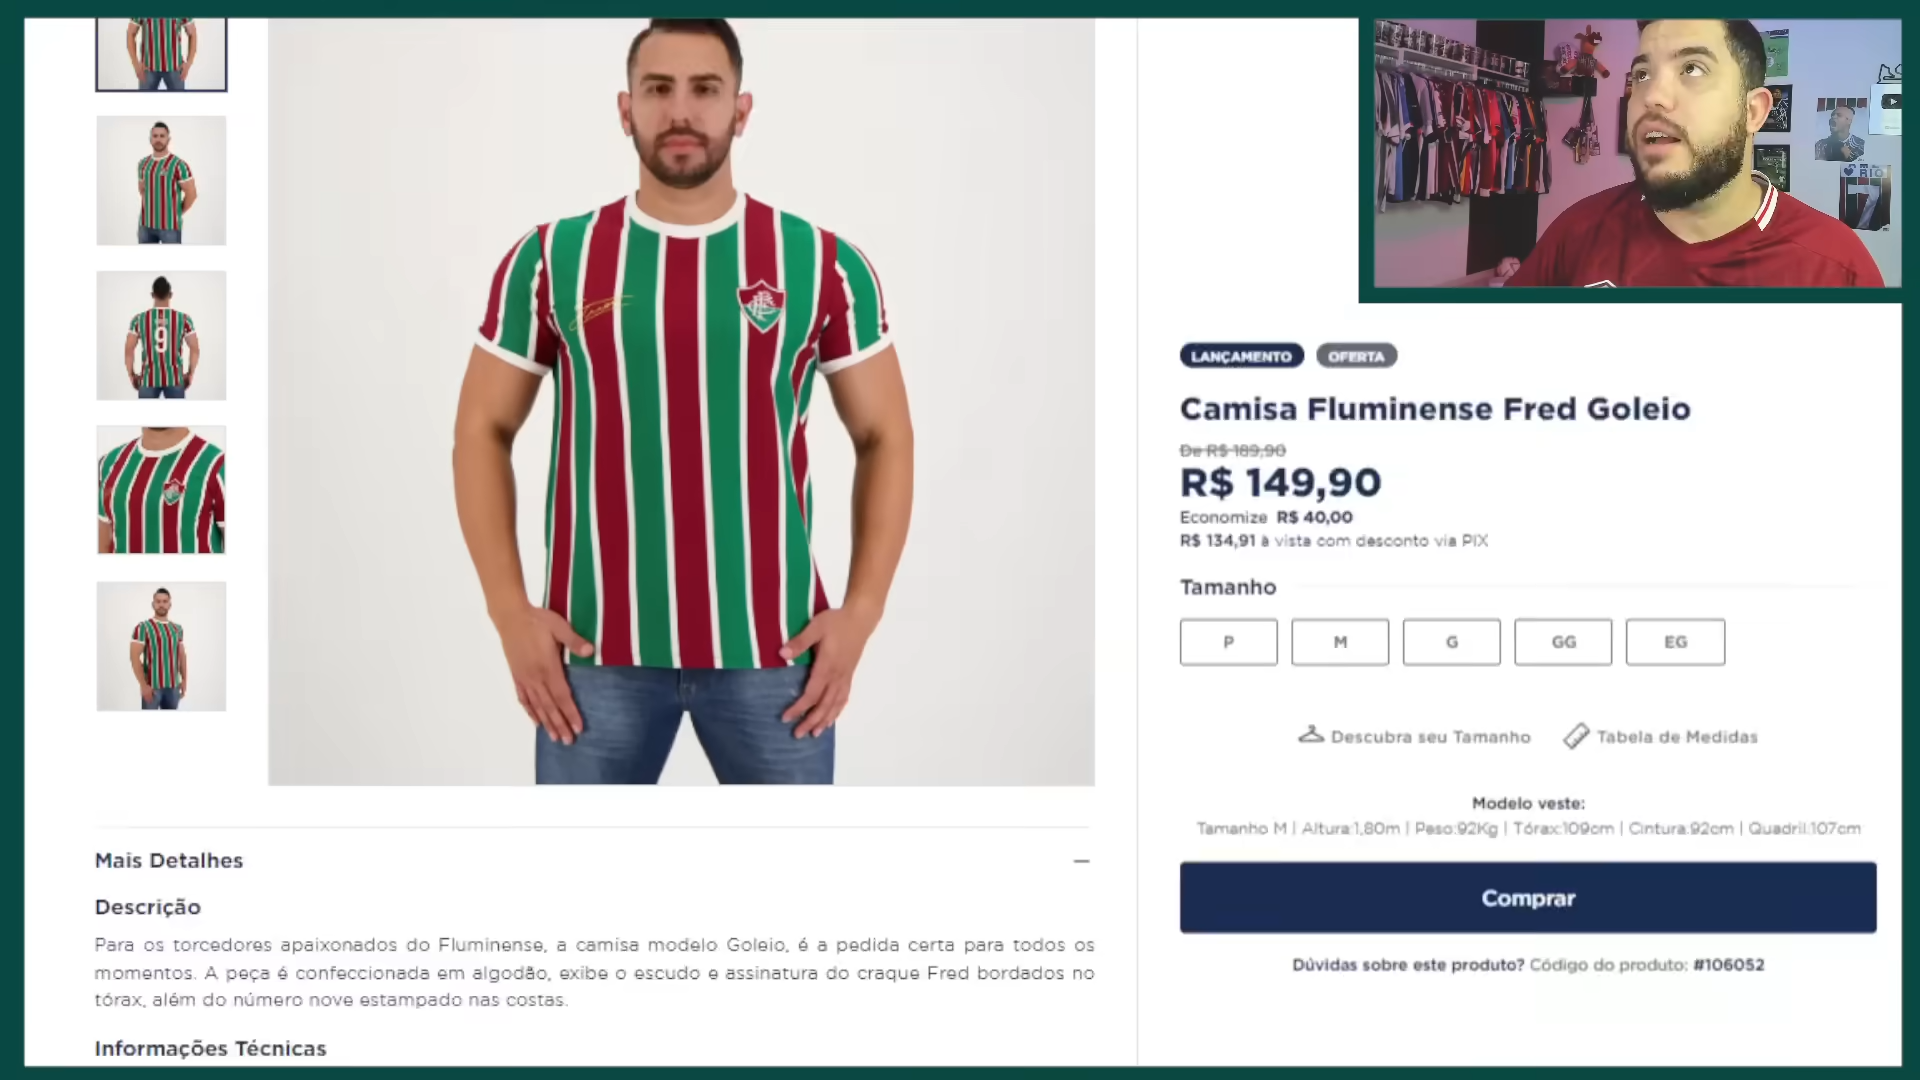 RIO
9
LANÇAMENTO OFERTA
Camisa Fluminense Fred Goleio
De R$ 189,90
R$ 149,90
Economize R$ 40,00
R$ 134,91 à vista com desconto via PIX
Tamanho
P M G GG EG
Descubra seu Tamanho Tabela de Medidas
Modelo veste:
Tamanho M | Altura:1,80m | Peso:92Kg | Tórax:109cm | Cintura:92cm | Quadril:107cm
Comprar
Dúvidas sobre este produto? Código do produto: #106052
Mais Detalhes
Descrição
Para os torcedores apaixonados do Fluminense, a camisa modelo Goleio, é a pedida certa para todos os
momentos. A peça é confeccionada em algodão, exibe o escudo e assinatura do craque Fred bordados no
tórax, além do número nove estampado nas costas.
Informações Técnicas